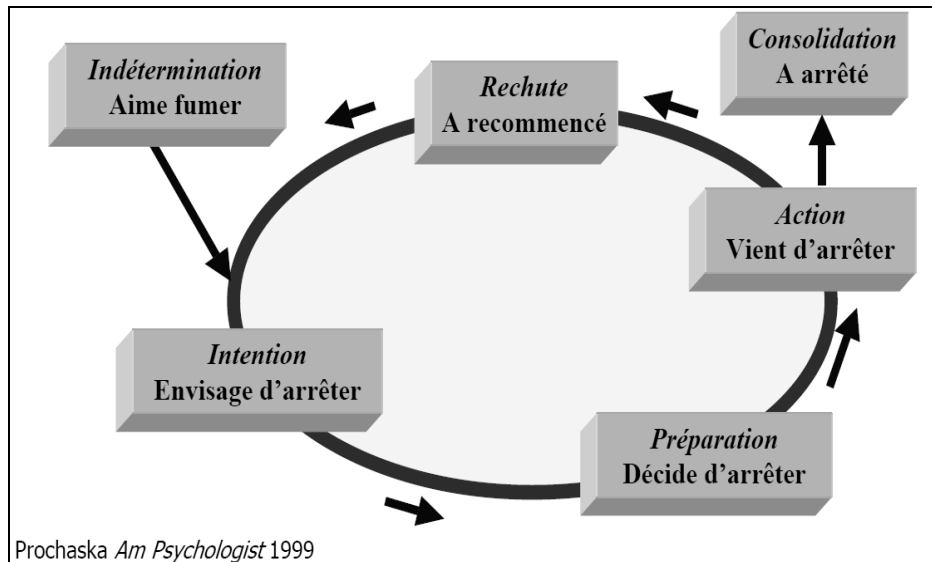 Indétermination
Aime fumer
Rechute
A recommencé
Consolidation
A arrêté
Action
Vient d'arrêter
Intention
Envisage d'arrêter
Préparation
Décide d'arrêter
Prochaska Am Psychologist 1999